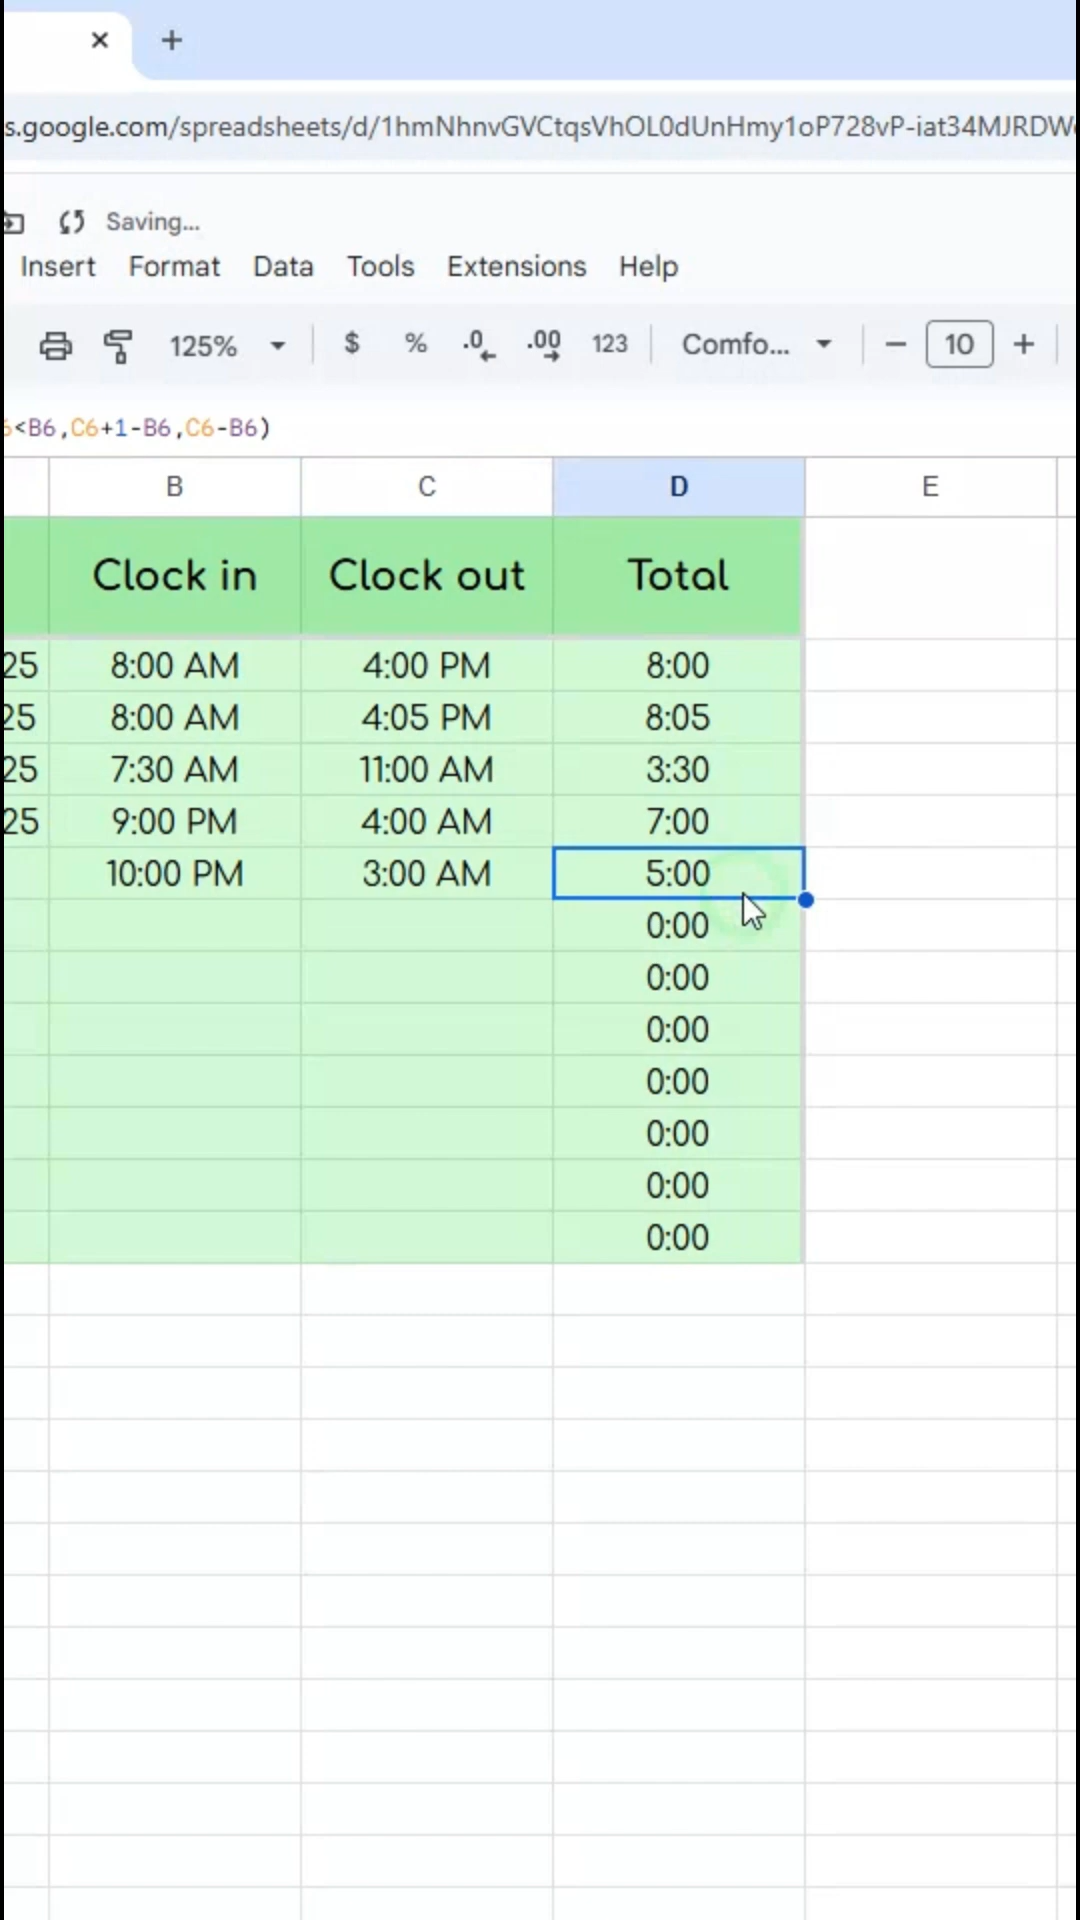 s.google.com/spreadsheets/d/1hmNhnvGVCtqsVhOL0dUnHmy1oP728vP-iat34MJRDW
Saving...
Insert Format Data Tools Extensions Help
125% $ % .0 .00 123 Comfo... − 10 +
<B6,C6+1-B6,C6-B6)
B C D E
Clock in Clock out Total
25 8:00 AM 4:00 PM 8:00
25 8:00 AM 4:05 PM 8:05
25 7:30 AM 11:00 AM 3:30
25 9:00 PM 4:00 AM 7:00
10:00 PM 3:00 AM 5:00
0:00
0:00
0:00
0:00
0:00
0:00
0:00